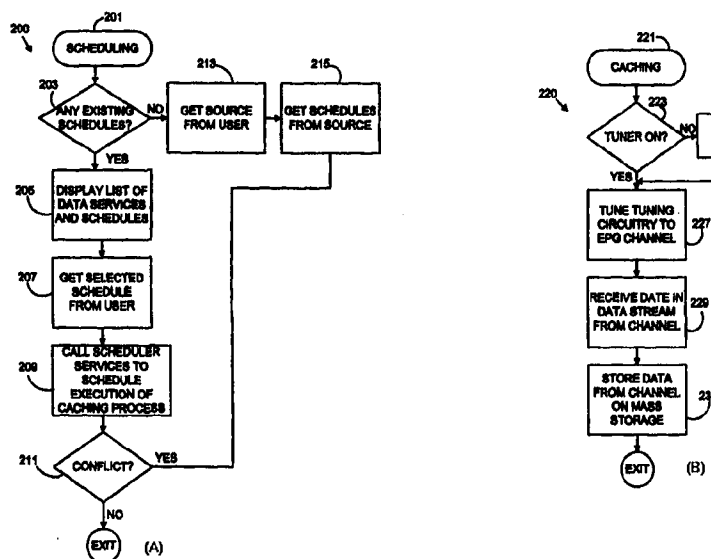 200
201
SCHEDULING
203
ANY EXISTING
SCHEDULES?
NO
YES
213
GET SOURCE
FROM USER
215
GET SCHEDULES
FROM SOURCE
205
DISPLAY LIST OF
DATA SERVICES
AND SCHEDULES
207
GET SELECTED
SCHEDULE
FROM USER
209
CALL SCHEDULER
SERVICES TO
SCHEDULE
EXECUTION OF
CACHING PROCESS
211
CONFLICT?
YES
NO
EXIT
(A)
221
CACHING
220
223
TUNER ON?
NO
YES
TUNE TUNING
CIRCUITRY TO
EPG CHANNEL
227
RECEIVE DATE IN
DATA STREAM
FROM CHANNEL
229
STORE DATA
FROM CHANNEL
ON MASS
STORAGE
23
EXIT
(B)